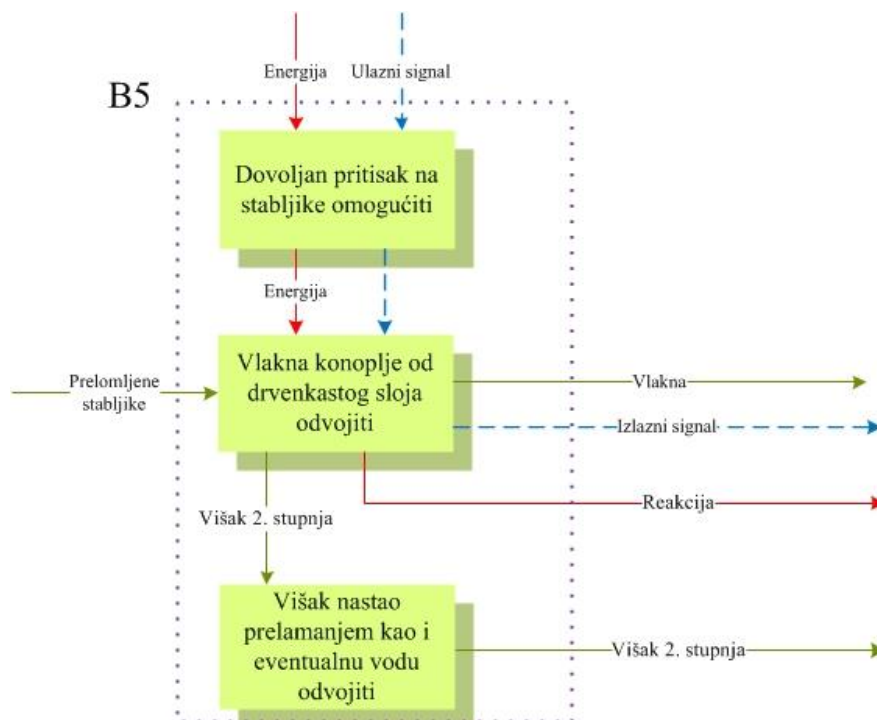 Energija
Ulazni signal
B5
Dovoljan pritisak na
stabljike omogućiti
Energija
Prelomljene
stabljike
Vlakna konoplje od
drvenkastog sloja
odvojiti
Vlakna
Izlazni signal
Reakcija
Višak 2. stupnja
Višak nastao
prelamanjem kao i
eventualnu vodu
odvojiti
Višak 2. stupnja